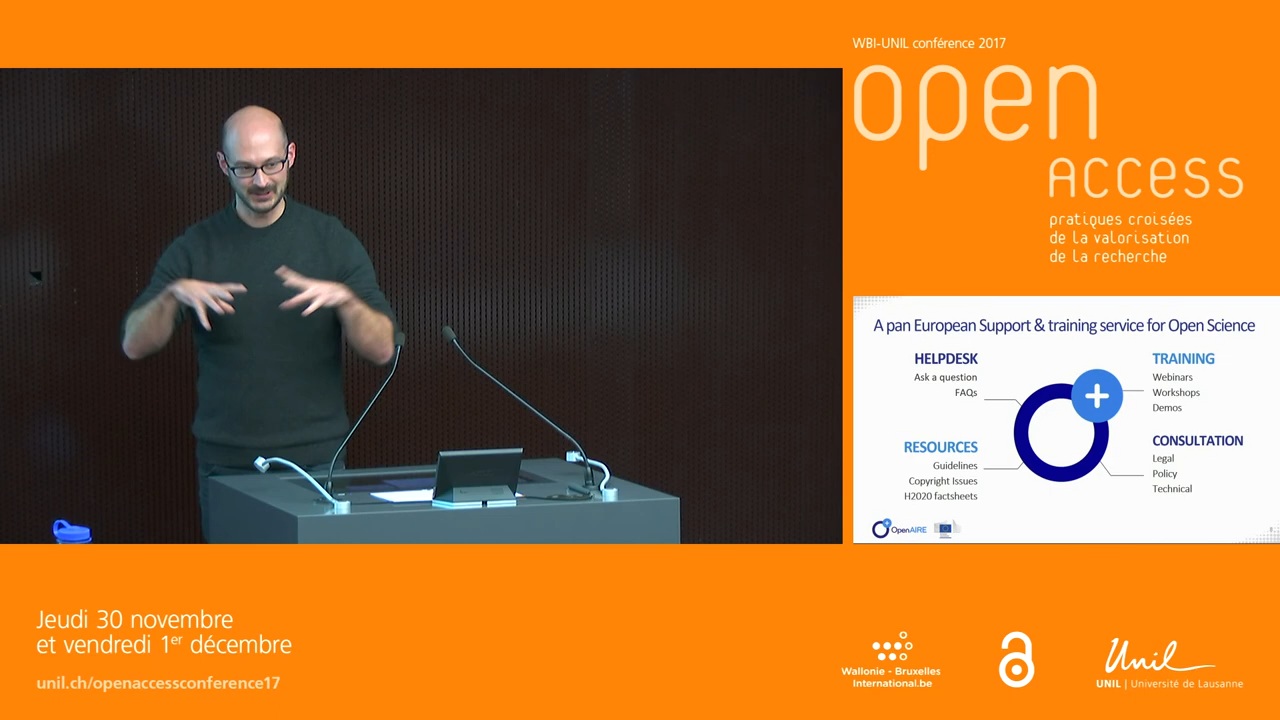 WBI-UNIL conférence 2017
open
access
pratiques croisées
de la valorisation
de la recherche
A pan European Support & training service for Open Science
HELPDESK
Ask a question
FAQs
TRAINING
Webinars
Workshops
Demos
RESOURCES
Guidelines
Copyright Issues
H2020 factsheets
CONSULTATION
Legal
Policy
Technical
OpenAIRE
Jeudi 30 novembre
et vendredi 1er décembre
unil.ch/openaccessconference17
Wallonie - Bruxelles
International.be
Unil
UNIL | Université de Lausanne